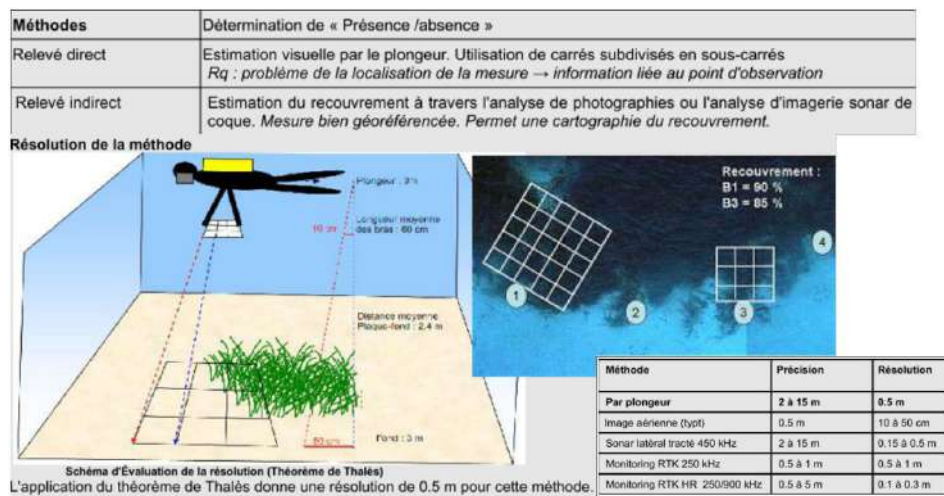 Méthodes Détermination de « Présence /absence »
Relevé direct Estimation visuelle par le plongeur. Utilisation de carrés subdivisés en sous-carrés
Rq : problème de la localisation de la mesure → information liée au point d'observation
Relevé indirect Estimation du recouvrement à travers l'analyse de photographies ou l'analyse d'imagerie sonar de
coque. Mesure bien géoréférencée. Permet une cartographie du recouvrement.
Résolution de la méthode
Plongeur : 3m
10 cm
Longueur moyenne
des bras : 60 cm
Distance moyenne
Plaque-fond : 2,4 m
50 cm
Fond : 3 m
Schéma d'Évaluation de la résolution (Théorème de Thalès)
L'application du théorème de Thalès donne une résolution de 0.5 m pour cette méthode.
Recouvrement :
B1 = 90 %
B3 = 85 %
1
2
3
4
Méthode Précision Résolution
Par plongeur 2 à 15 m 0.5 m
Image aérienne (typt) 0.5 m 10 à 50 cm
Sonar latéral tracté 450 kHz 2 à 15 m 0.15 à 0.5 m
Monitoring RTK 250 kHz 0.5 à 1 m 0.5 à 1 m
Monitoring RTK HR 250/900 kHz 0.5 à 5 m 0.1 à 0.3 m